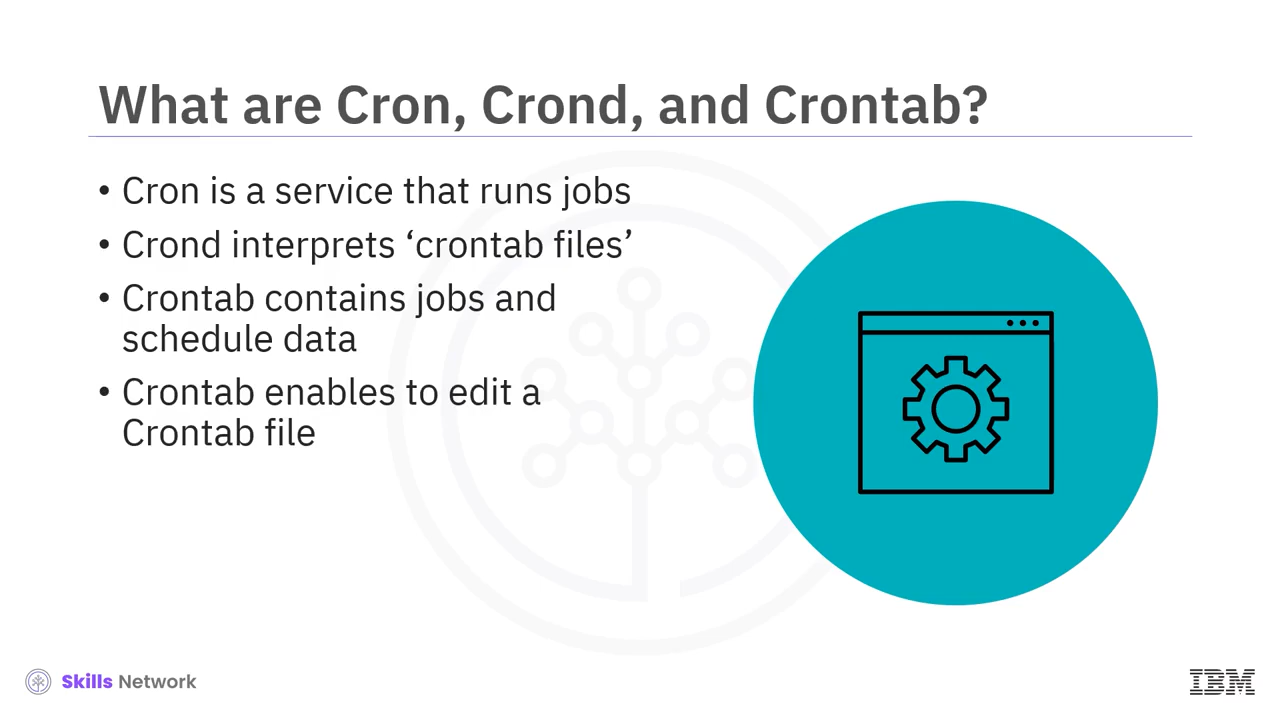 What are Cron, Crond, and Crontab?
• Cron is a service that runs jobs
• Crond interprets ‘crontab files’
• Crontab contains jobs and
schedule data
• Crontab enables to edit a
Crontab file
Skills Network
IBM